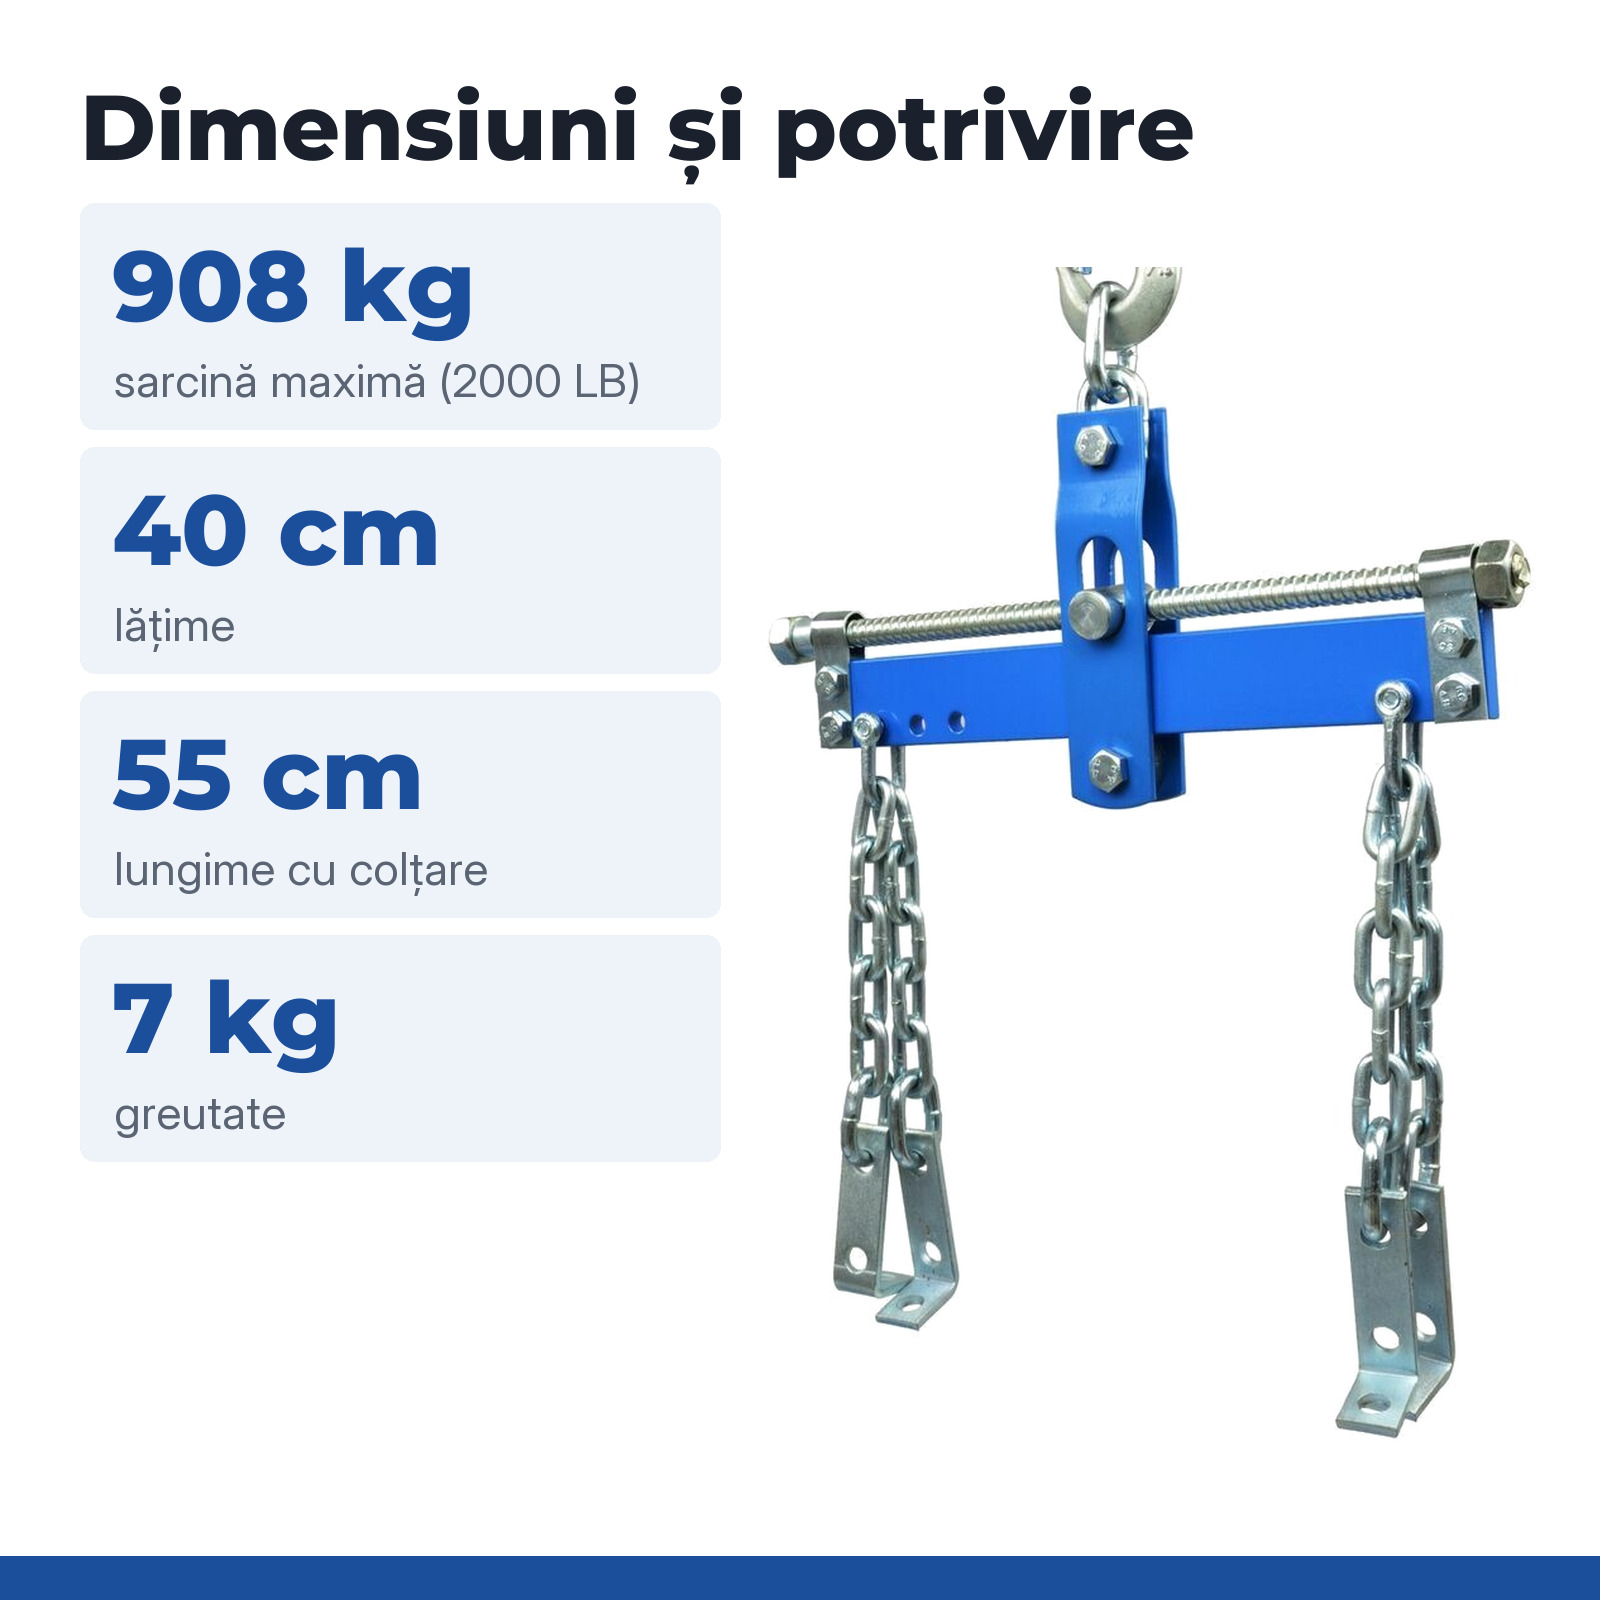 Dimensiuni și potrivire
908 kg
sarcină maximă (2000 LB)
40 cm
lățime
55 cm
lungime cu colțare
7 kg
greutate